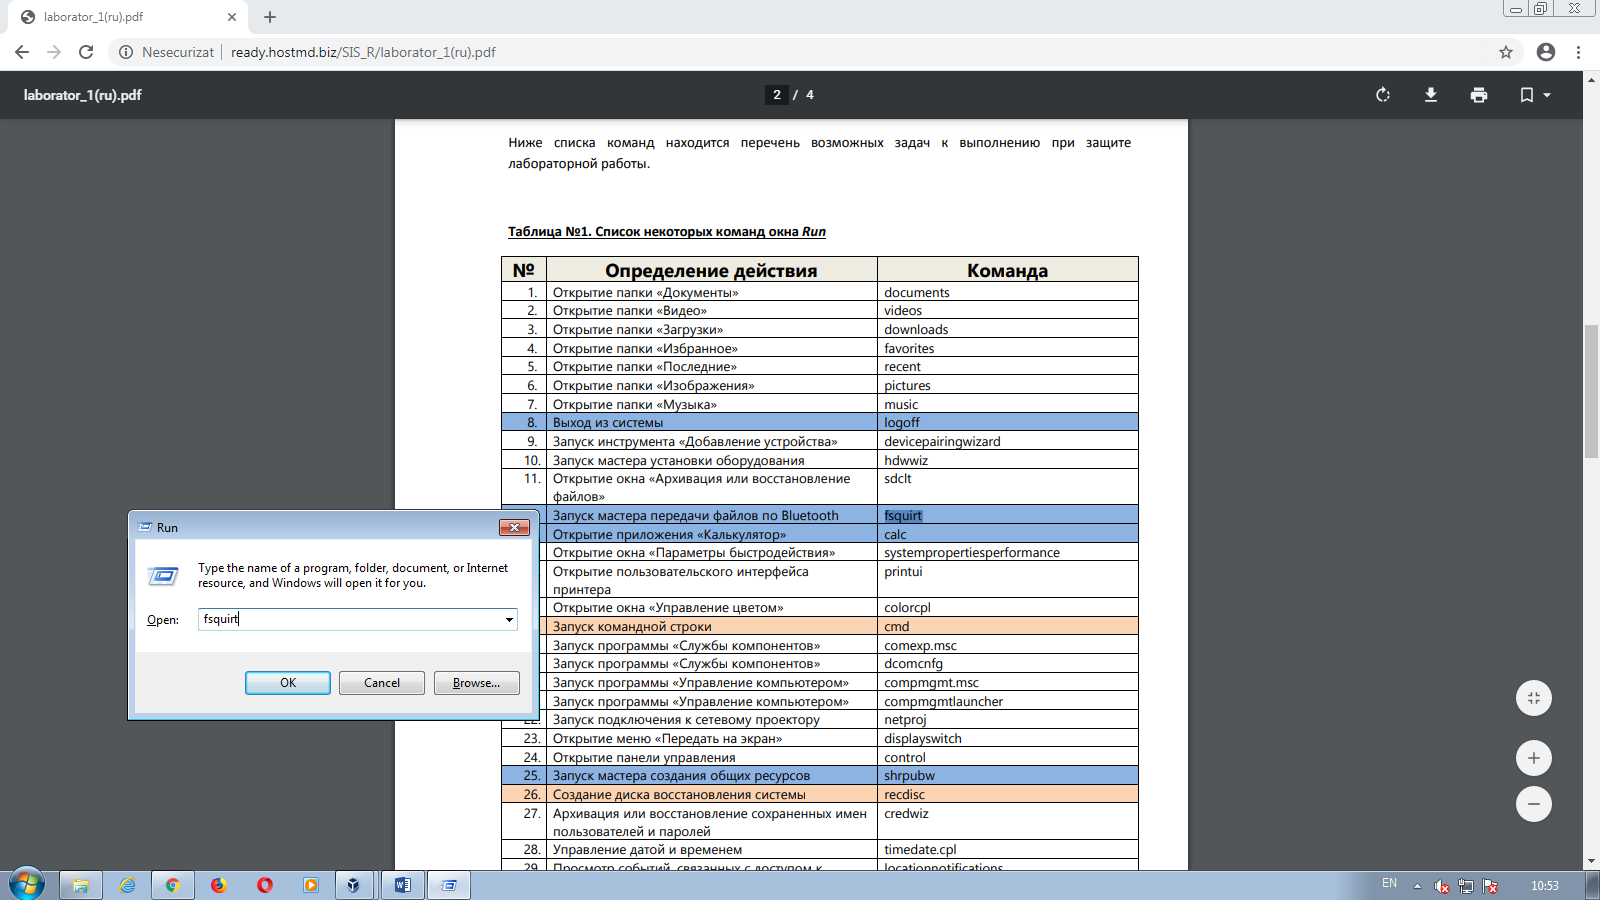 laborator_1(ru).pdf
Nesecurizat | ready.hostmd.biz/SIS_R/laborator_1(ru).pdf
laborator_1(ru).pdf
2 / 4
Ниже списка команд находится перечень возможных задач к выполнению при защите
лабораторной работы.
Таблица №1. Список некоторых команд окна Run
№ Определение действия Команда
1. Открытие папки «Документы» documents
2. Открытие папки «Видео» videos
3. Открытие папки «Загрузки» downloads
4. Открытие папки «Избранное» favorites
5. Открытие папки «Последние» recent
6. Открытие папки «Изображения» pictures
7. Открытие папки «Музыка» music
8. Выход из системы logoff
9. Запуск инструмента «Добавление устройства» devicepairingwizard
10. Запуск мастера установки оборудования hdwwiz
11. Открытие окна «Архивация или восстановление sdclt
файлов»
Запуск мастера передачи файлов по Bluetooth fsquirt
Открытие приложения «Калькулятор» calc
Открытие окна «Параметры быстродействия» systempropertiesperformance
Открытие пользовательского интерфейса printui
принтера
Открытие окна «Управление цветом» colorcpl
Запуск командной строки cmd
Запуск программы «Службы компонентов» comexp.msc
Запуск программы «Службы компонентов» dcomcnfg
Запуск программы «Управление компьютером» compmgmt.msc
Запуск программы «Управление компьютером» compmgmtlauncher
22. Запуск подключения к сетевому проектору netproj
23. Открытие меню «Передать на экран» displayswitch
24. Открытие панели управления control
25. Запуск мастера создания общих ресурсов shrpubw
26. Создание диска восстановления системы recdisc
27. Архивация или восстановление сохраненных имен credwiz
пользователей и паролей
28. Управление датой и временем timedate.cpl
29. Просмотр событий, связанных с доступом к locationnotifications
Run
Type the name of a program, folder, document, or Internet
resource, and Windows will open it for you.
Open: fsquirt
OK Cancel Browse...
EN 10:53